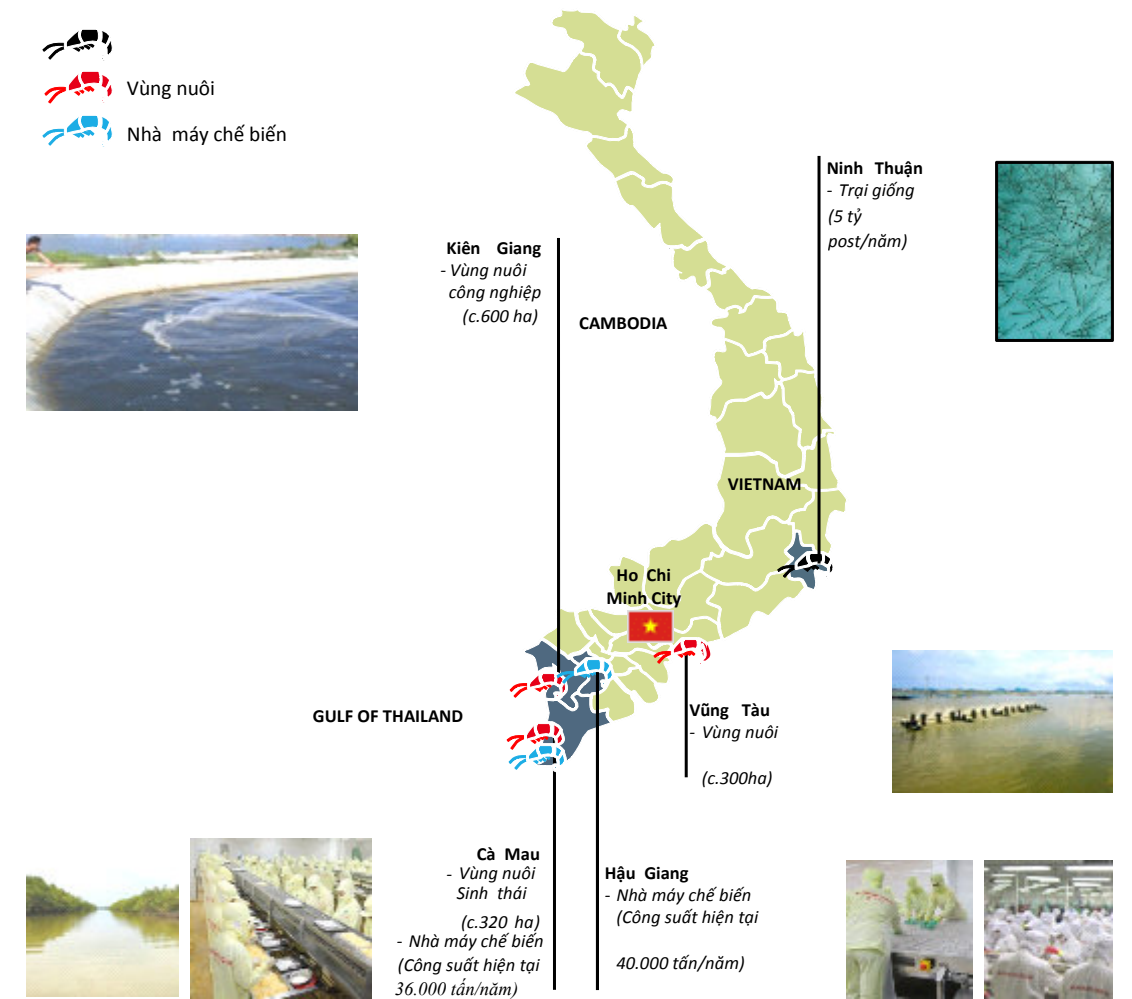 Vùng nuôi
Nhà máy chế biến
Ninh Thuận
- Trại giống
(5 tỷ
post/năm)
Kiên Giang
- Vùng nuôi
công nghiệp
(c.600 ha)
CAMBODIA
VIETNAM
Ho Chi
Minh City
GULF OF THAILAND
Vũng Tàu
- Vùng nuôi
(c.300ha)
Cà Mau
- Vùng nuôi
Sinh thái
(c.320 ha)
- Nhà máy chế biến
(Công suất hiện tại
36.000 tấn/năm)
Hậu Giang
- Nhà máy chế biến
(Công suất hiện tại
40.000 tấn/năm)